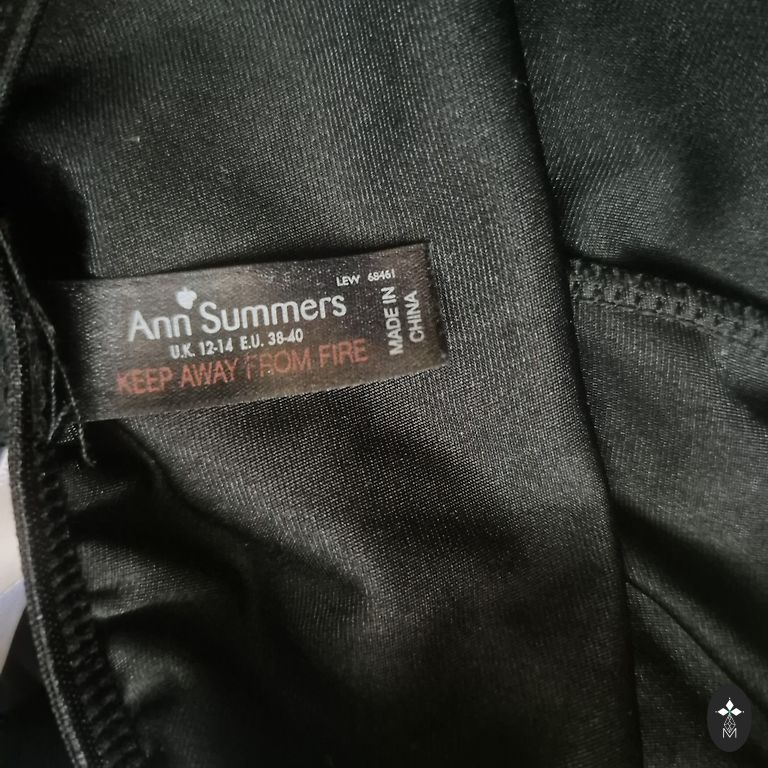 LEW 68461
Ann Summers
U.K. 12-14 E.U. 38-40
KEEP AWAY FROM FIRE
MADE IN
CHINA
M